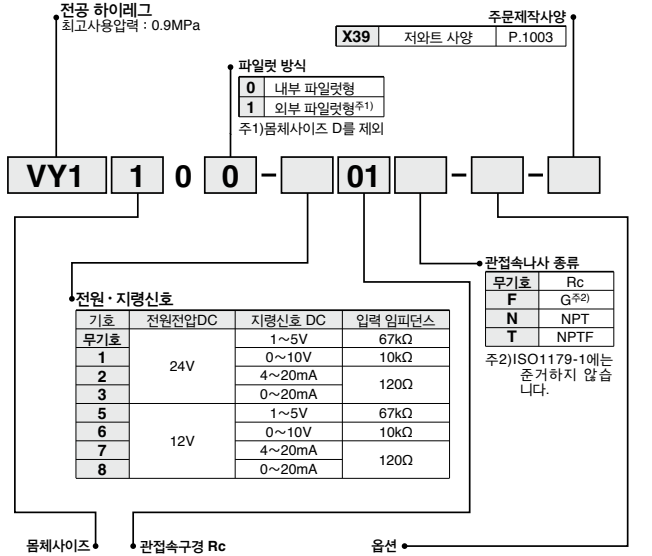 전공 하이레그
최고사용압력 : 0.9MPa
주문제작사양
X39 저와트 사양 P.1003
파일럿 방식
0 내부 파일럿형
1 외부 파일럿형주1)
주1)몸체사이즈 D를 제외
VY1 1 0 0 - 01 - -
관접속나사 종류
무기호 Rc
F G주2)
N NPT
T NPTF
주2)ISO1179-1에는
준거하지 않습
니다.
전원·지령신호
기호 전원전압DC 지령신호 DC 입력 임피던스
무기호 24V 1~5V 67kΩ
1 0~10V 10kΩ
2 4~20mA 120Ω
3 0~20mA
5 12V 1~5V 67kΩ
6 0~10V 10kΩ
7 4~20mA 120Ω
8 0~20mA
몸체사이즈 관접속구경 Rc 옵션